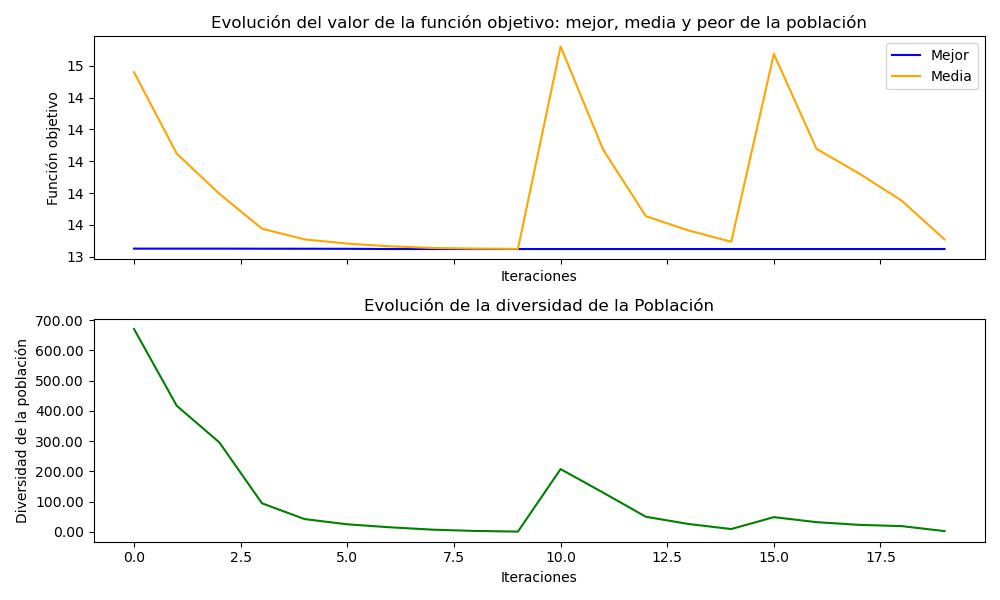 Evolución del valor de la función objetivo: mejor, media y peor de la población
Función objetivo
15
14
14
14
14
14
13
Mejor
Media
Iteraciones
Evolución de la diversidad de la Población
Diversidad de la población
700.00
600.00
500.00
400.00
300.00
200.00
100.00
0.00
0.0 2.5 5.0 7.5 10.0 12.5 15.0 17.5
Iteraciones